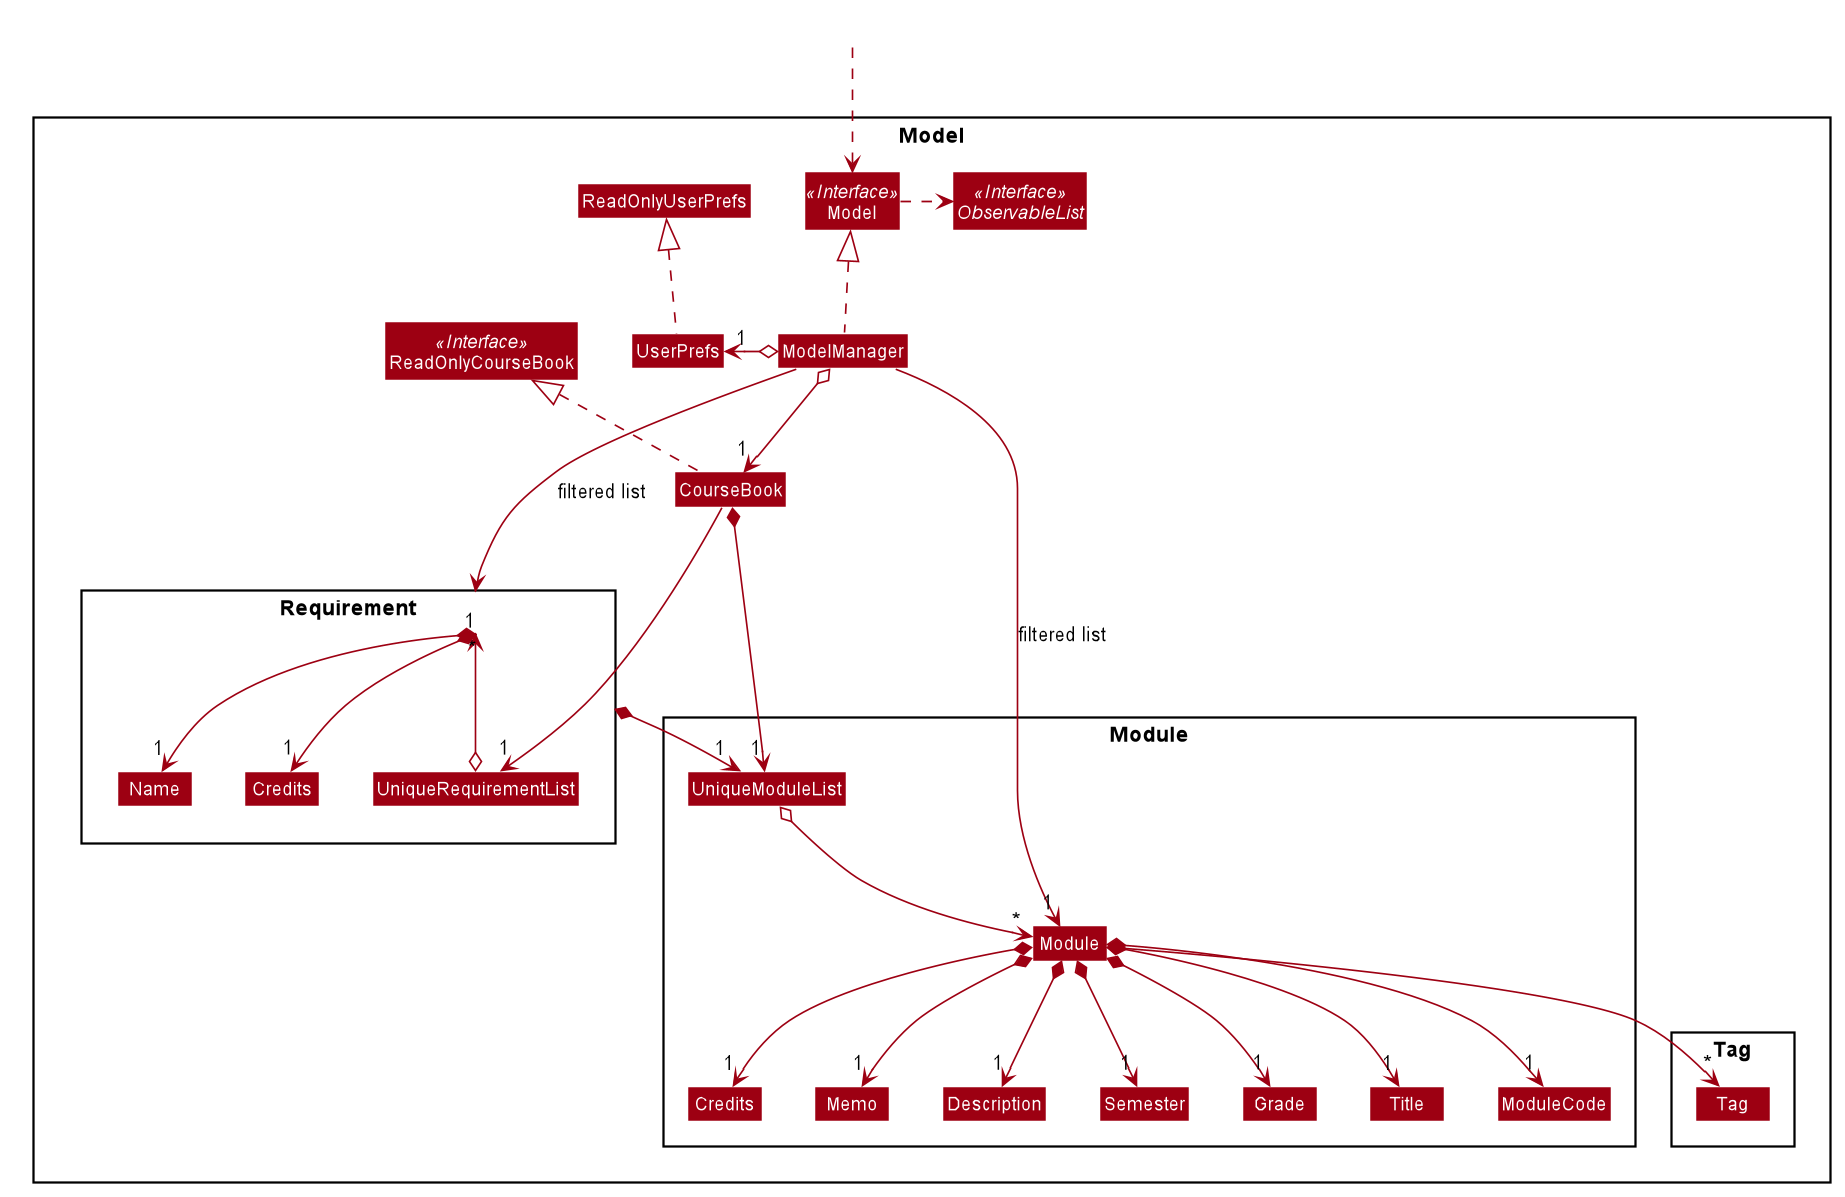 Model
«Interface»
Model
«Interface»
ObservableList
ReadOnlyUserPrefs
«Interface»
ReadOnlyCourseBook
UserPrefs
1
ModelManager
1
CourseBook
filtered list
filtered list
Requirement
1
*
1
1
1
Name
Credits
UniqueRequirementList
Module
1
1
UniqueModuleList
*
1
Module
1
1
1
1
1
1
1
Credits
Memo
Description
Semester
Grade
Title
ModuleCode
Tag
*
Tag